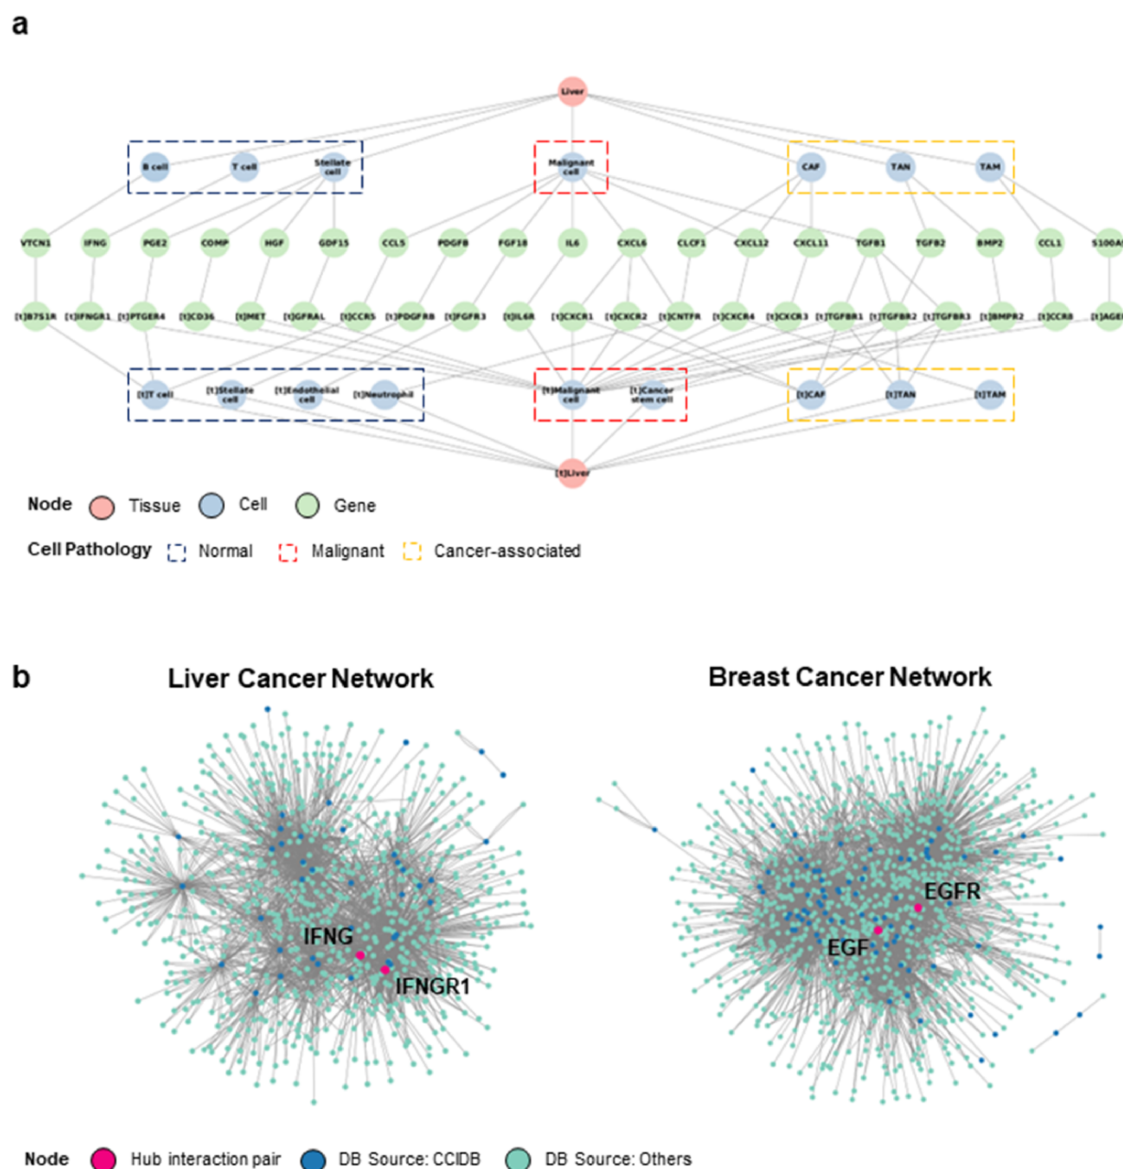 a
Liver
B cell T cell Stellate cell Malignant cell CAF TAN TAM
VTCN1 IFNG PGE2 COMP HGF GDF15 CCL5 PDGFB FGF18 IL6 CXCL6 CLCF1 CXCL12 CXCL11 TGFB1 TGFB2 BMP2 CCL1 S100A9
[t]B7S1R [t]IFNGR1 [t]PTGER4 [t]CD36 [t]MET [t]GFRAL [t]CCR5 [t]PDGFRB [t]FGFR3 [t]IL6R [t]CXCR1 [t]CXCR2 [t]CNTFR [t]CXCR4 [t]CXCR3 [t]TGFBR1 [t]TGFBR2 [t]TGFBR3 [t]BMPR2 [t]CCR8 [t]AGE
[t]T cell [t]Stellate cell [t]Endothelial cell [t]Neutrophil [t]Malignant cell [t]Cancer stem cell [t]CAF [t]TAN [t]TAM
[t]Liver
Node Tissue Cell Gene
Cell Pathology Normal Malignant Cancer-associated
b
Liver Cancer Network Breast Cancer Network
EGFR
IFNG
EGF
IFNGR1
Node Hub interaction pair DB Source: CCIDB DB Source: Others